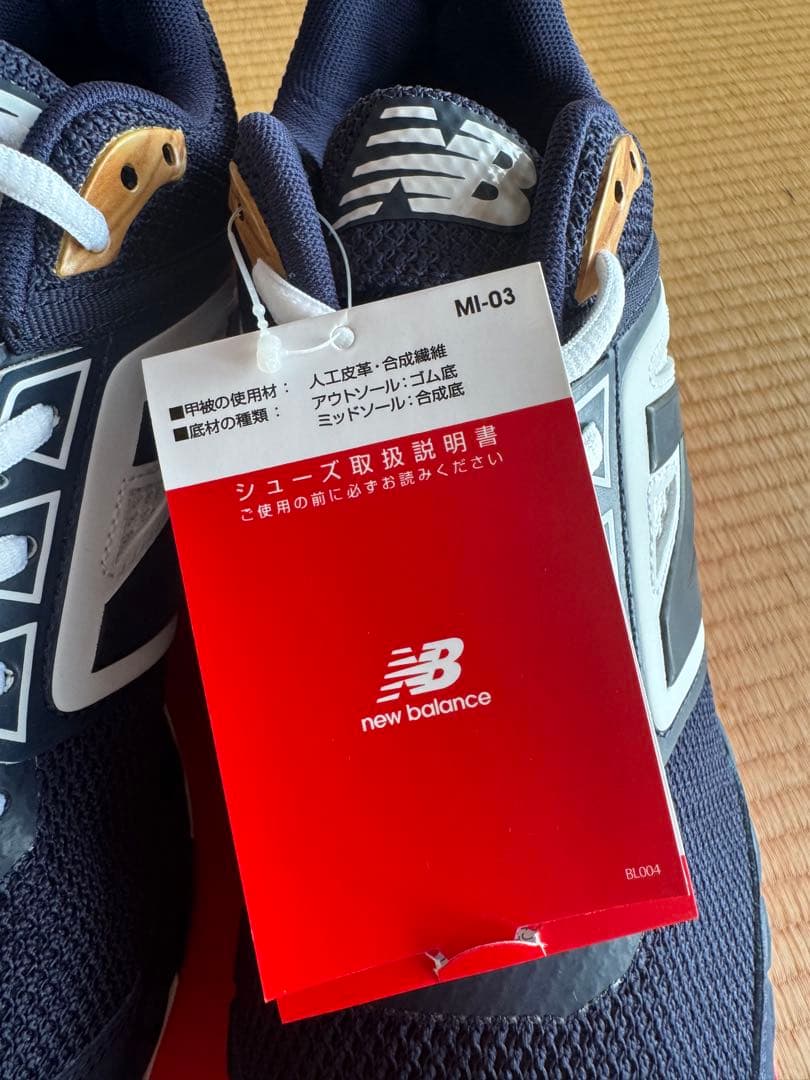 NB
MI-03
■甲被の使用材： 人工皮革・合成繊維
■底材の種類： アウトソール：ゴム底
ミッドソール：合成底
シューズ取扱説明書
ご使用の前に必ずお読みください
NB
new balance
BL004